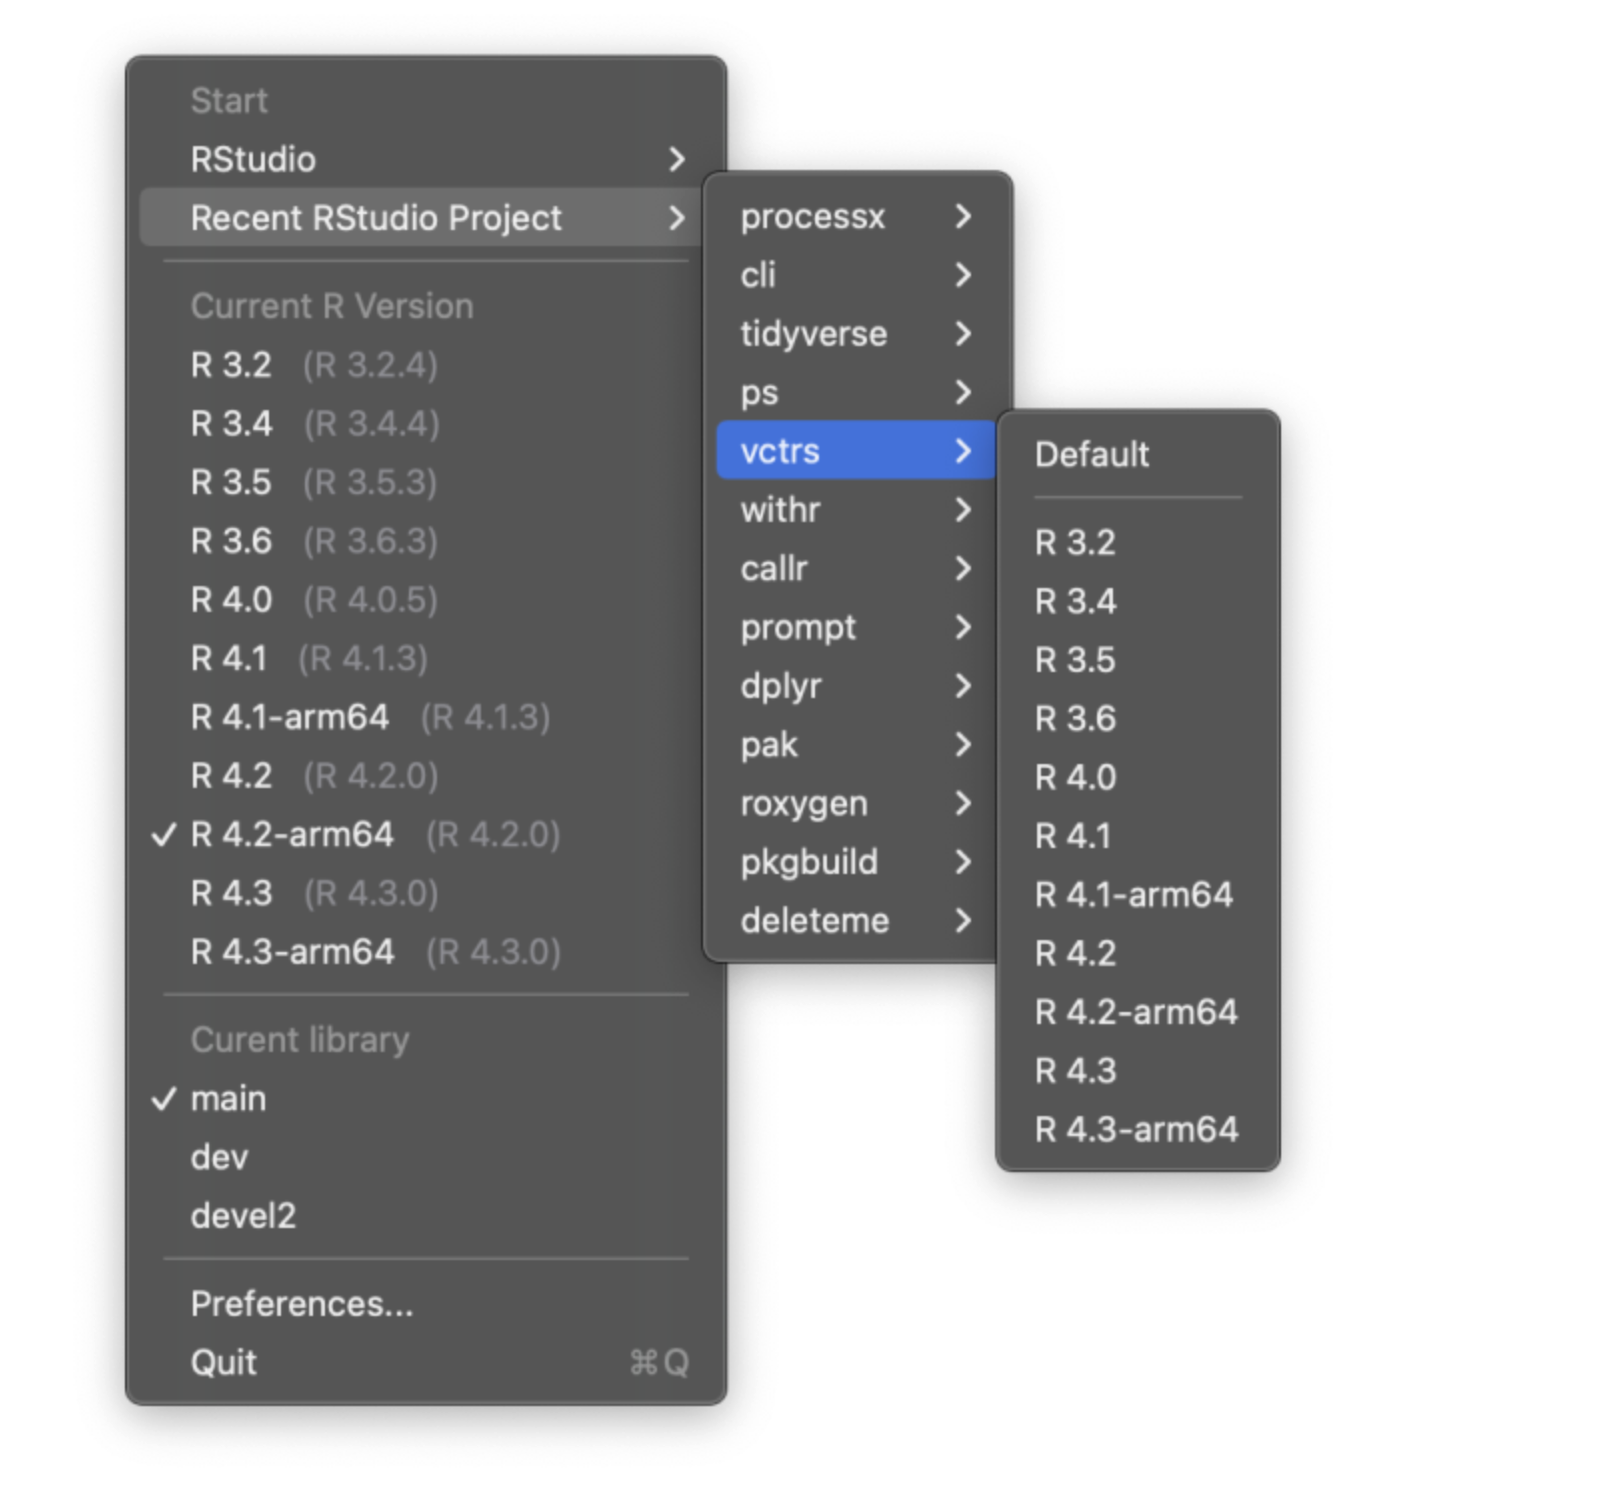 Start
RStudio
Recent RStudio Project
Current R Version
R 3.2 (R 3.2.4)
R 3.4 (R 3.4.4)
R 3.5 (R 3.5.3)
R 3.6 (R 3.6.3)
R 4.0 (R 4.0.5)
R 4.1 (R 4.1.3)
R 4.1-arm64 (R 4.1.3)
R 4.2 (R 4.2.0)
✓ R 4.2-arm64 (R 4.2.0)
R 4.3 (R 4.3.0)
R 4.3-arm64 (R 4.3.0)
Curent library
✓ main
dev
devel2
Preferences...
Quit ⌘Q
processx
cli
tidyverse
ps
vctrs
withr
callr
prompt
dplyr
pak
roxygen
pkgbuild
deleteme
Default
R 3.2
R 3.4
R 3.5
R 3.6
R 4.0
R 4.1
R 4.1-arm64
R 4.2
R 4.2-arm64
R 4.3
R 4.3-arm64